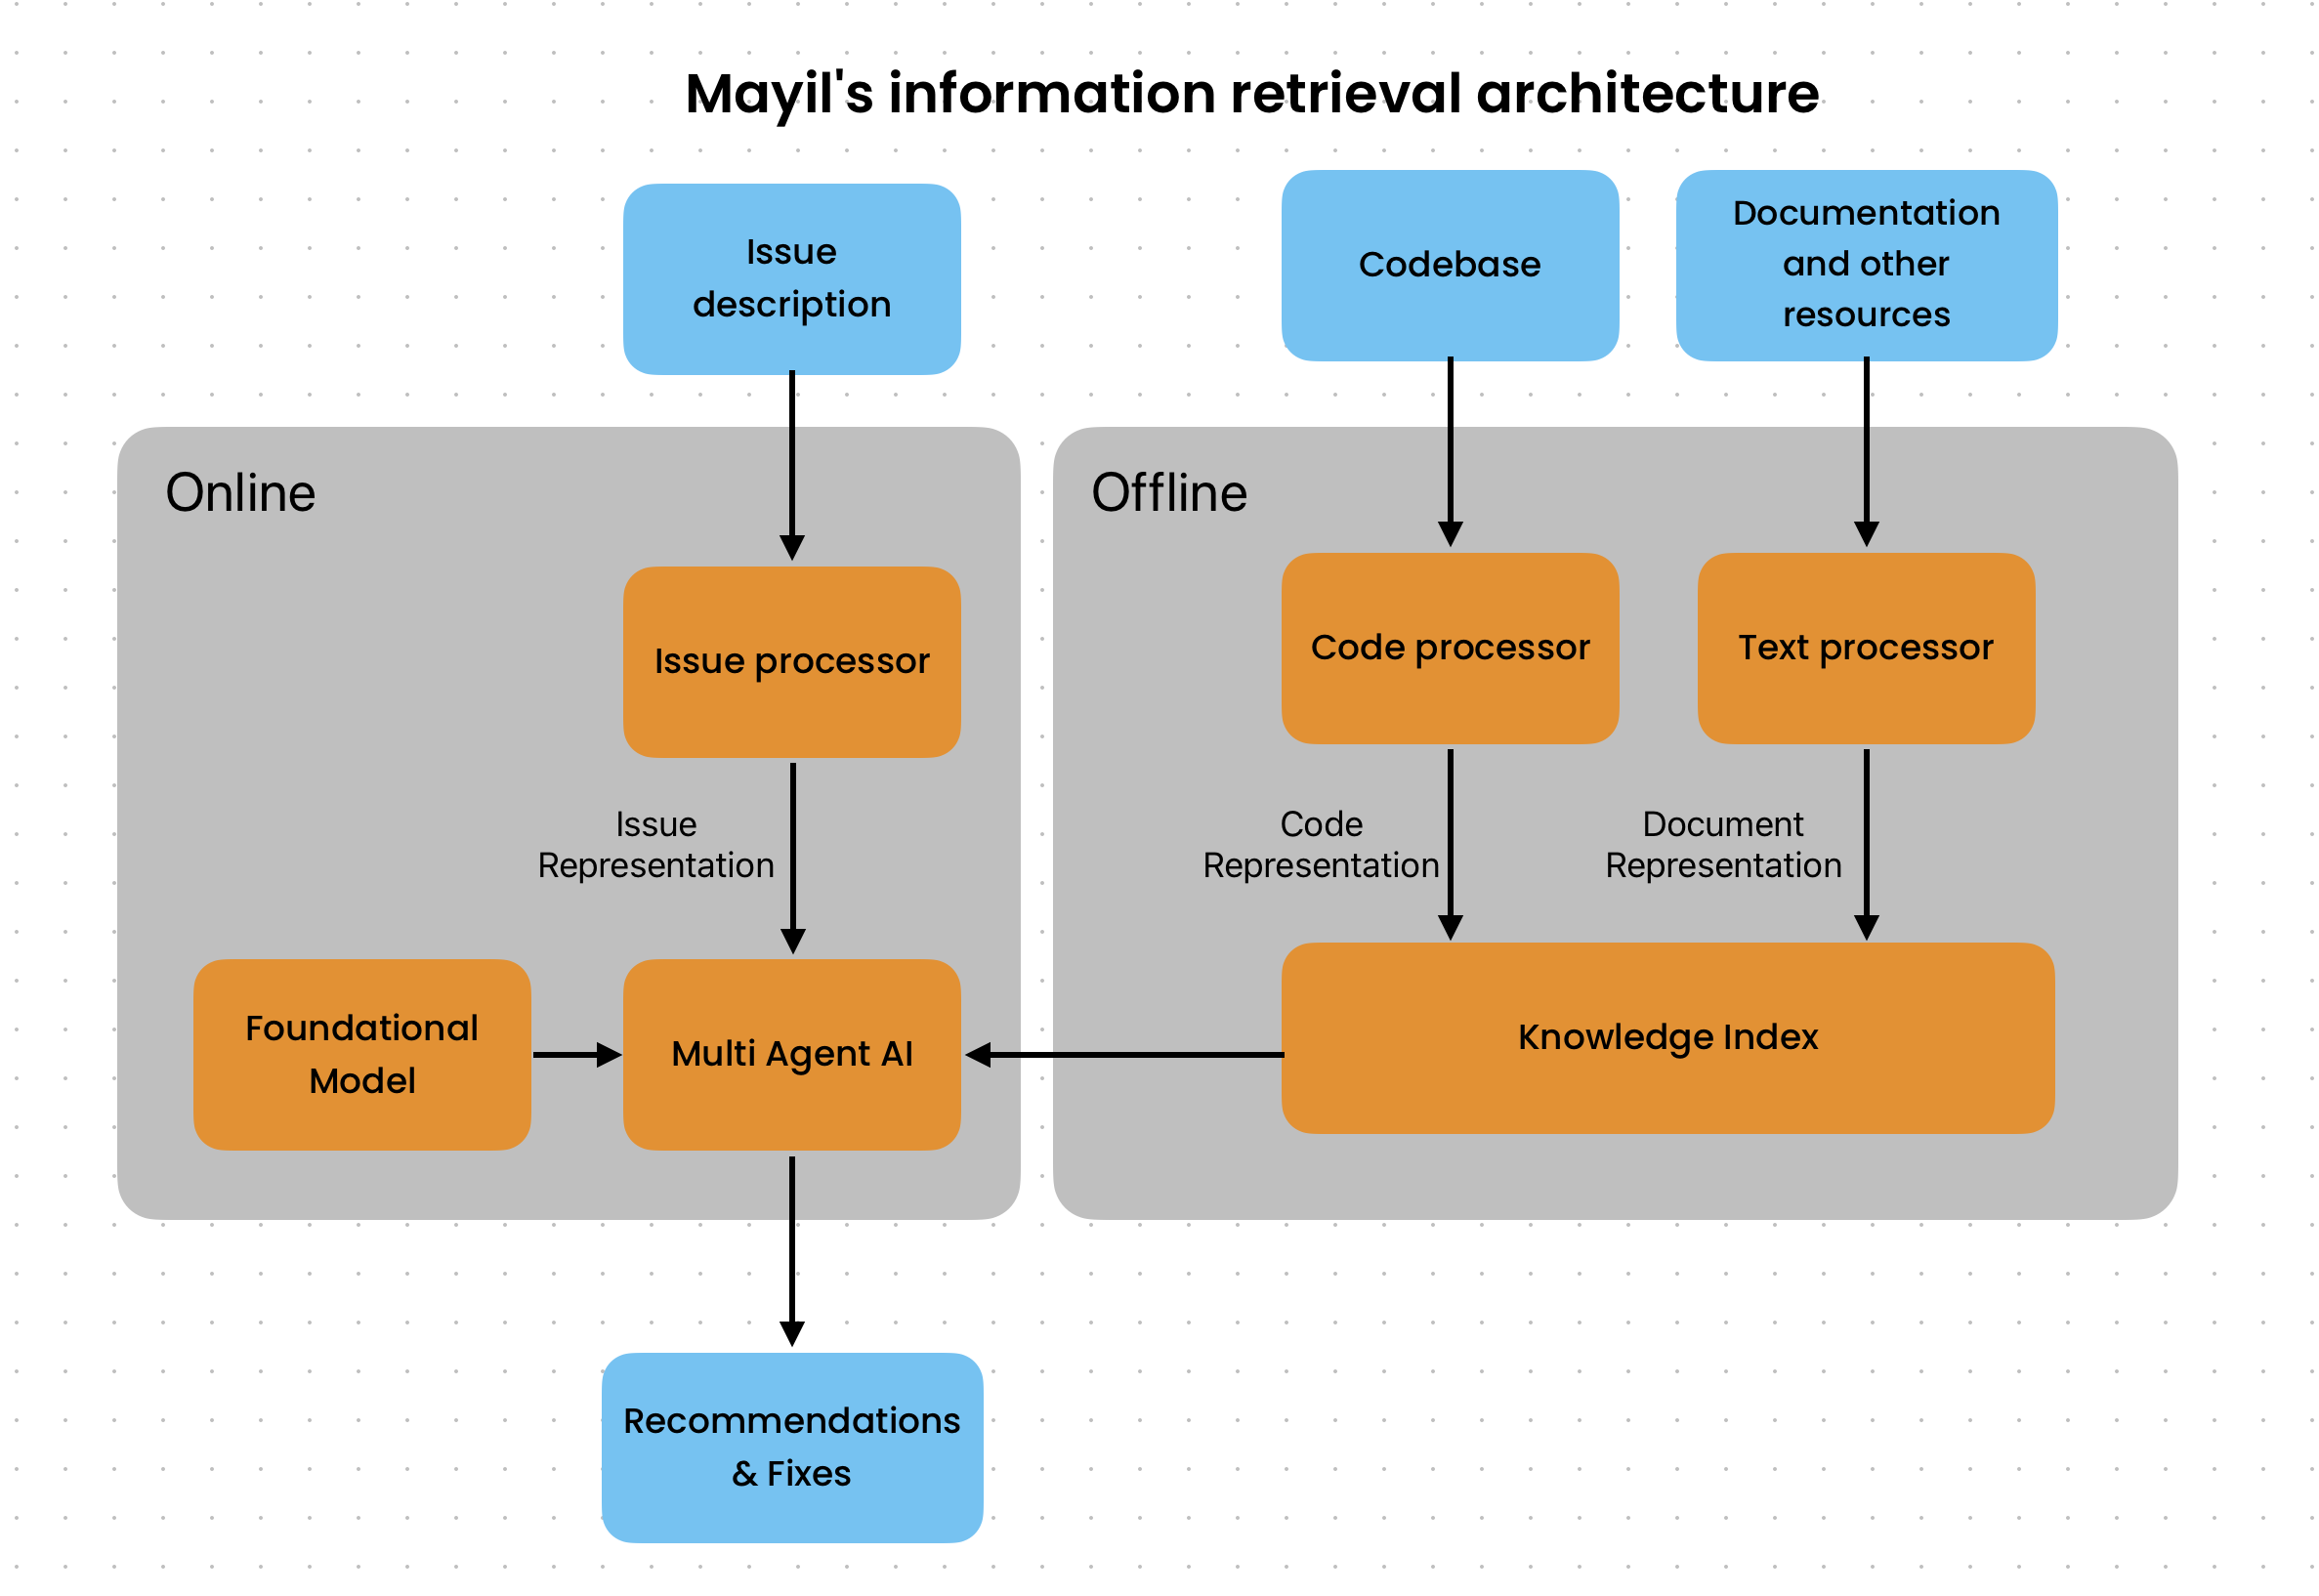 Mayil's information retrieval architecture
Issue
description
Codebase
Documentation
and other
resources
Online
Offline
Issue processor
Code processor
Text processor
Issue
Representation
Code
Representation
Document
Representation
Foundational
Model
Multi Agent AI
Knowledge Index
Recommendations
& Fixes